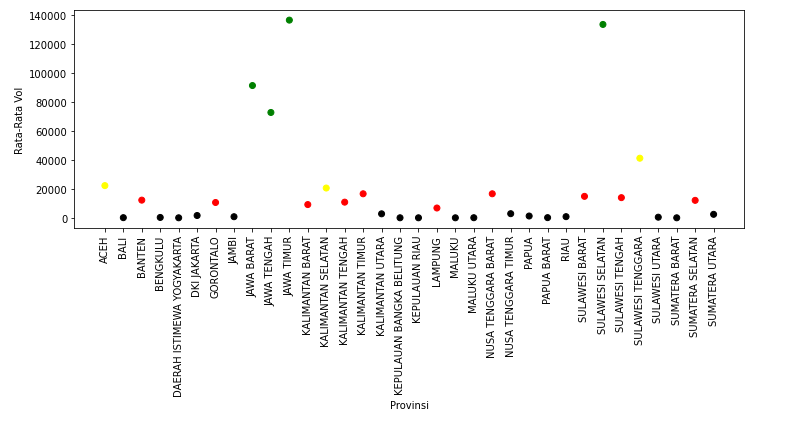 140000
120000
100000
80000
60000
40000
20000
0
Rata-Rata Vol
ACEH
BALI
BANTEN
BENGKULU
DAERAH ISTIMEWA YOGYAKARTA
DKI JAKARTA
GORONTALO
JAMBI
JAWA BARAT
JAWA TENGAH
JAWA TIMUR
KALIMANTAN BARAT
KALIMANTAN SELATAN
KALIMANTAN TENGAH
KALIMANTAN TIMUR
KALIMANTAN UTARA
KEPULAUAN BANGKA BELITUNG
KEPULAUAN RIAU
LAMPUNG
MALUKU
MALUKU UTARA
NUSA TENGGARA BARAT
NUSA TENGGARA TIMUR
PAPUA
PAPUA BARAT
RIAU
SULAWESI BARAT
SULAWESI SELATAN
SULAWESI TENGAH
SULAWESI TENGGARA
SULAWESI UTARA
SUMATERA BARAT
SUMATERA SELATAN
SUMATERA UTARA
Provinsi